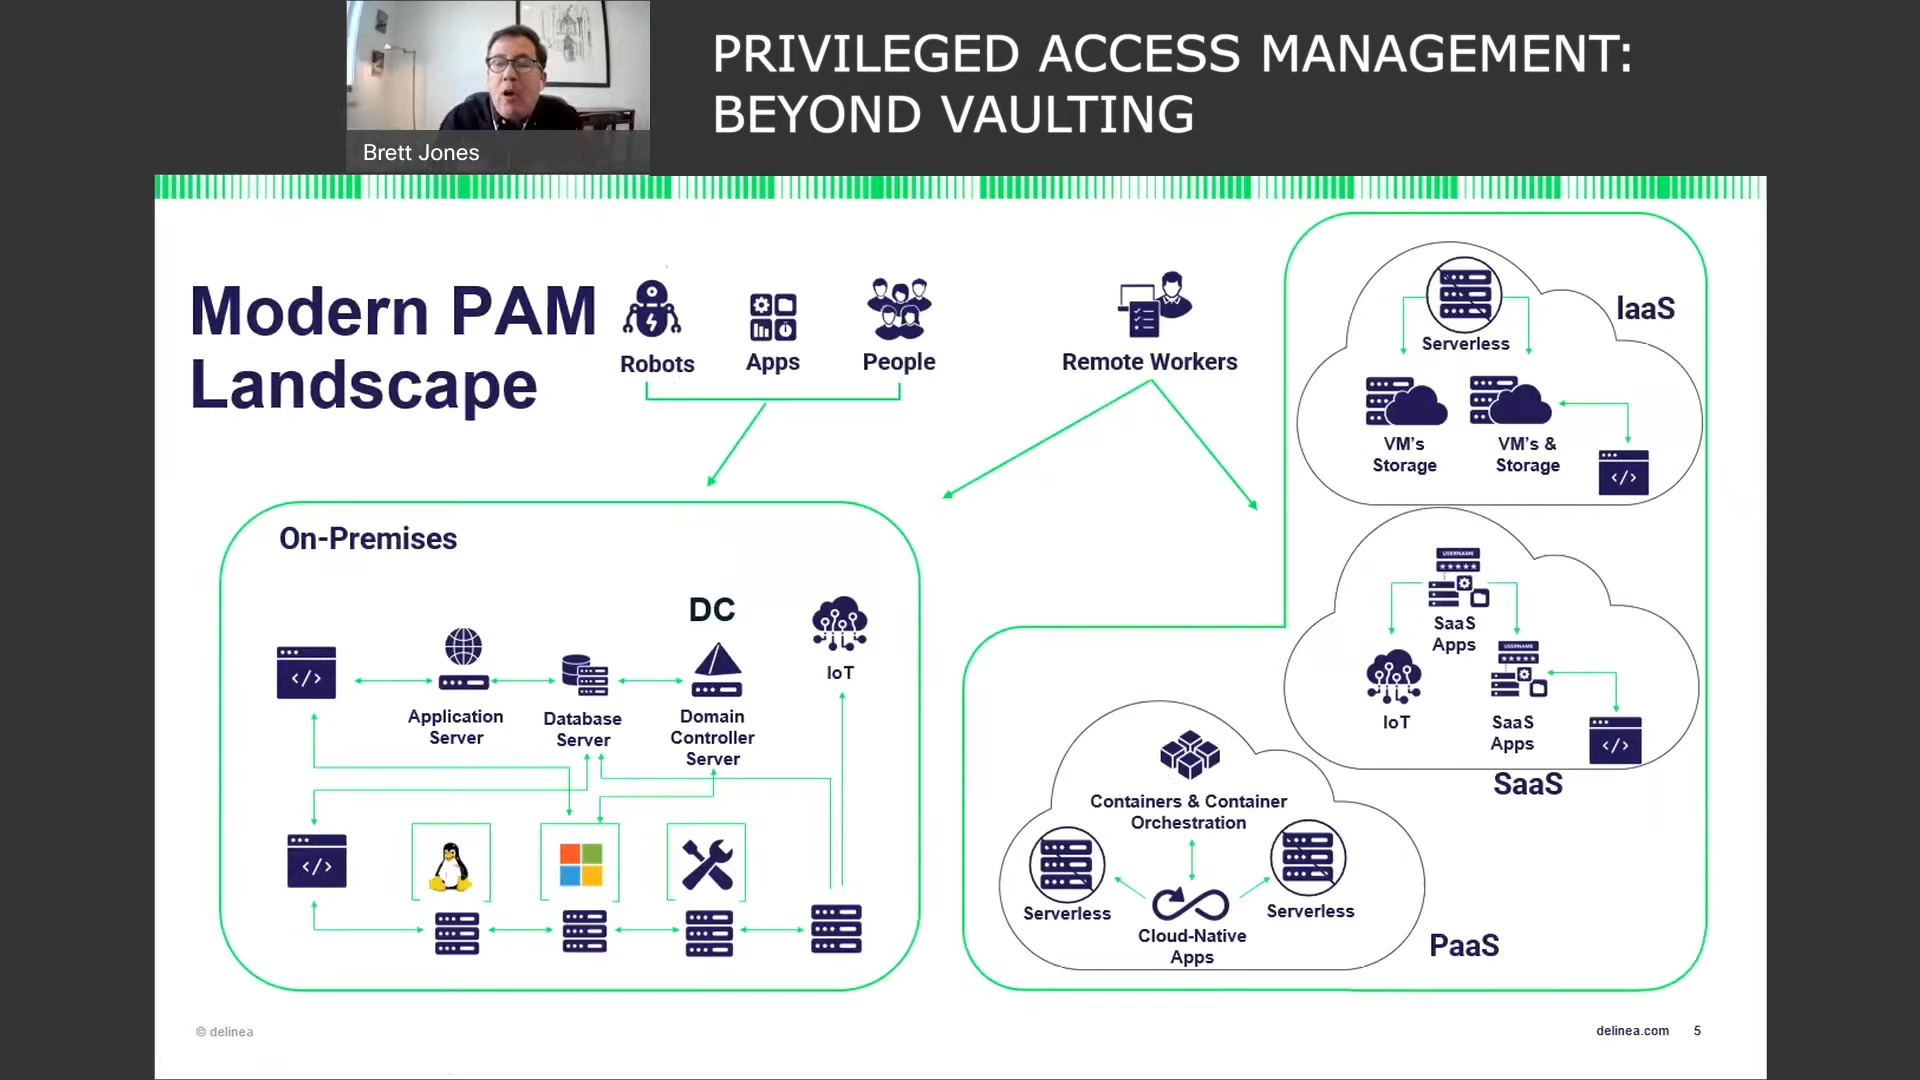 Brett Jones
PRIVILEGED ACCESS MANAGEMENT:
BEYOND VAULTING
Modern PAM
Landscape
Robots
Apps
People
Remote Workers
IaaS
Serverless
VM's
Storage
VM's &
Storage
</>
USERNAME
★★★★★
SaaS
Apps
USERNAME
★★★★★
IoT
SaaS
Apps
</>
SaaS
On-Premises
DC
IoT
</>
Application
Server
Database
Server
Domain
Controller
Server
</>
Containers & Container
Orchestration
Serverless
Serverless
Cloud-Native
Apps
PaaS
© delinea
delinea.com 5